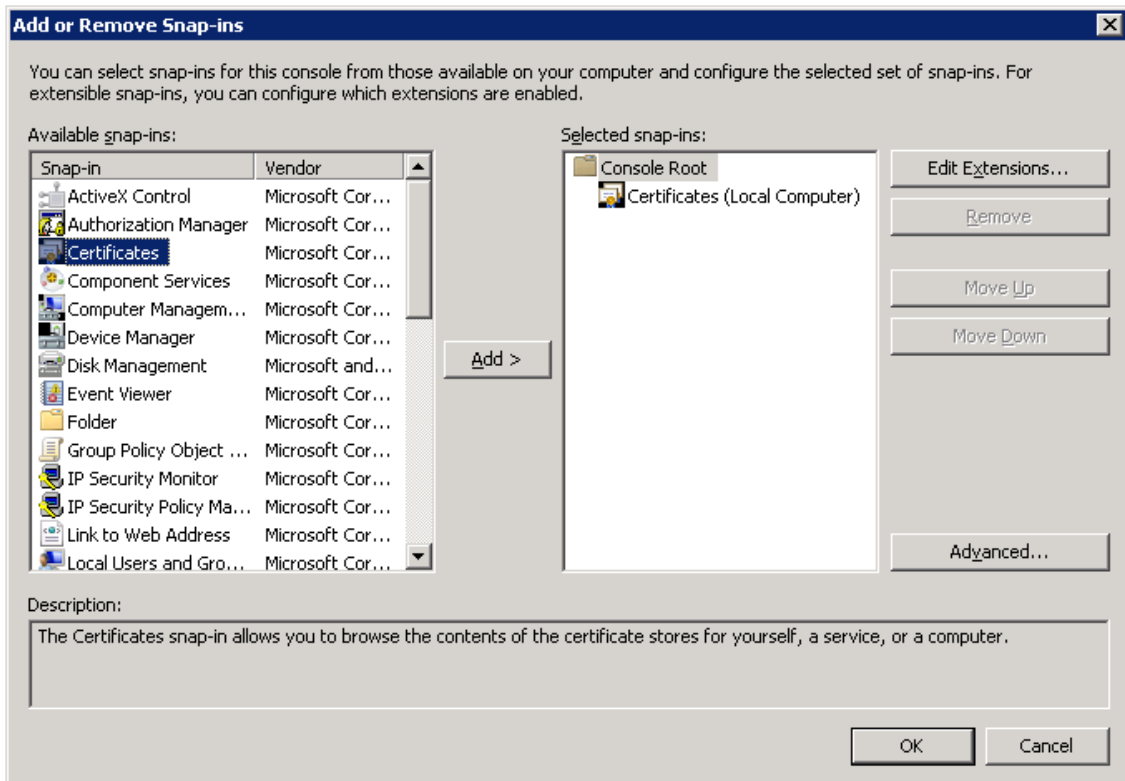 Add or Remove Snap-ins
You can select snap-ins for this console from those available on your computer and configure the selected set of snap-ins. For
extensible snap-ins, you can configure which extensions are enabled.
Available snap-ins:
Snap-in Vendor
ActiveX Control Microsoft Cor...
Authorization Manager Microsoft Cor...
Certificates Microsoft Cor...
Component Services Microsoft Cor...
Computer Managem... Microsoft Cor...
Device Manager Microsoft Cor...
Disk Management Microsoft and...
Event Viewer Microsoft Cor...
Folder Microsoft Cor...
Group Policy Object ... Microsoft Cor...
IP Security Monitor Microsoft Cor...
IP Security Policy Ma... Microsoft Cor...
Link to Web Address Microsoft Cor...
Local Users and Gro... Microsoft Cor...
Add >
Selected snap-ins:
Console Root
Certificates (Local Computer)
Edit Extensions...
Remove
Move Up
Move Down
Advanced...
Description:
The Certificates snap-in allows you to browse the contents of the certificate stores for yourself, a service, or a computer.
OK
Cancel